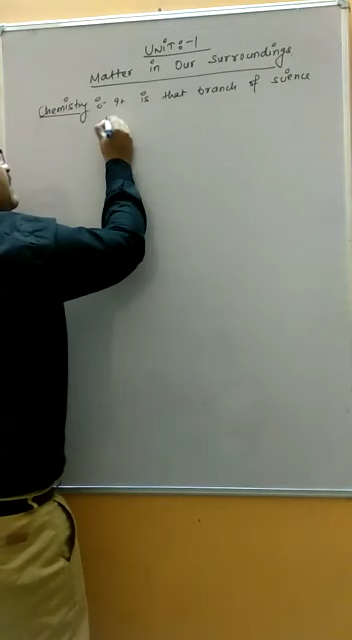 UNIT:-1
Matter in Our Surroundings
Chemistry :- It is that branch of science